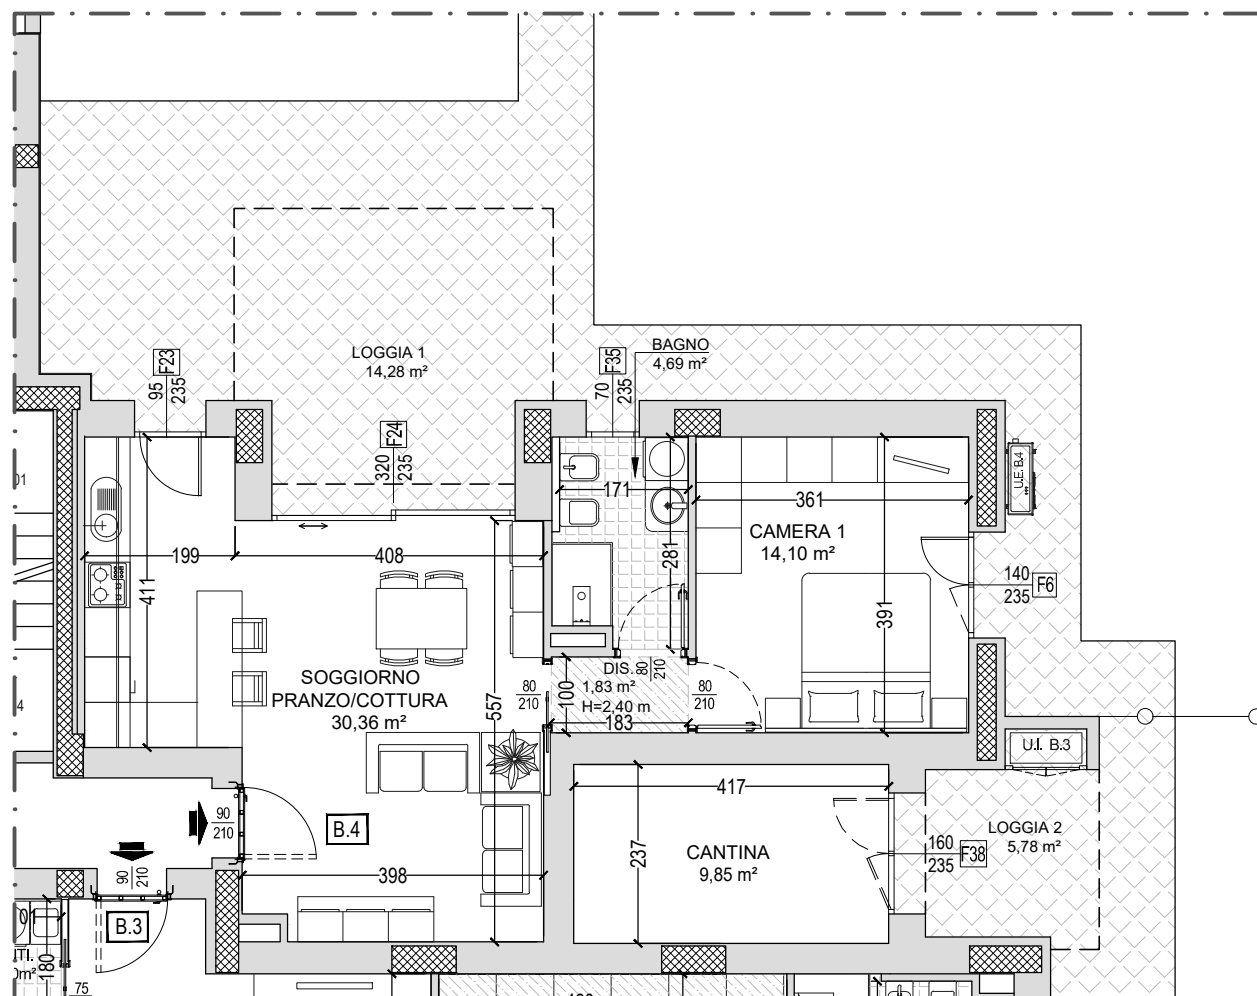 LOGGIA 1
14,28 m²
F23
95
235
F24
320
235
F35
70
235
BAGNO
4,69 m²
U.E. B.4
171
361
CAMERA 1
14,10 m²
281
391
199
408
411
140
235
F6
SOGGIORNO
PRANZO/COTTURA
30,36 m²
557
80
210
DIS.
1,83 m²
H=2,40 m
100
183
80
210
80
210
U.I. B.3
417
237
CANTINA
9,85 m²
160
235
F38
LOGGIA 2
5,78 m²
90
210
B.4
398
90
210
B.3
180
75
01
4